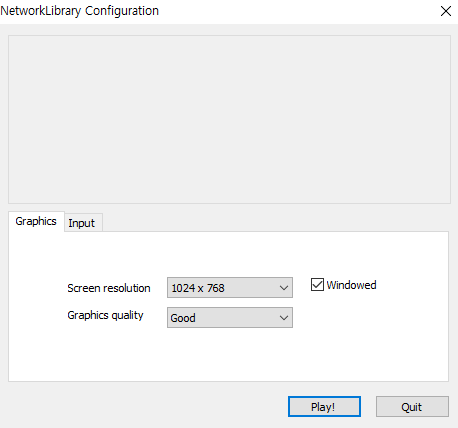 NetworkLibrary Configuration
Graphics Input
Screen resolution 1024 x 768 Windowed
Graphics quality Good
Play! Quit